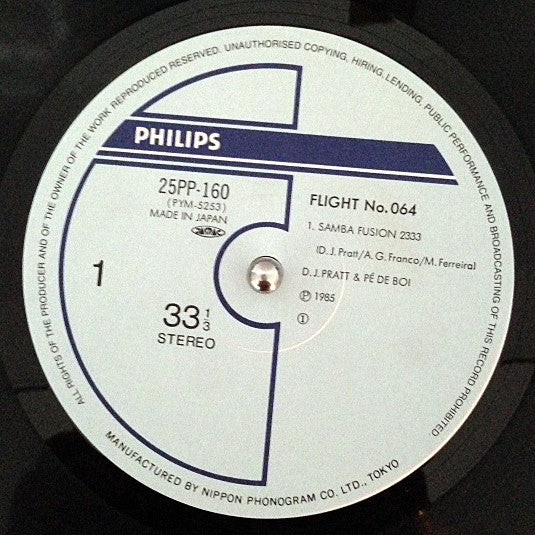 ALL RIGHTS OF THE PRODUCER AND OF THE OWNER OF THE WORK REPRODUCED RESERVED. UNAUTHORISED COPYING, HIRING, LENDING, PUBLIC PERFORMANCE AND BROADCASTING OF THIS RECORD PROHIBITED
PHILIPS
25PP-160
(PYM-5253)
MADE IN JAPAN
1
33 1/3
STEREO
FLIGHT No. 064
1. SAMBA FUSION 2333
(D. J. Pratt/A. G. Franco/M. Ferreira)
D. J. PRATT & PÉ DE BOI
Ⓟ 1985
①
MANUFACTURED BY NIPPON PHONOGRAM CO. LTD., TOKYO